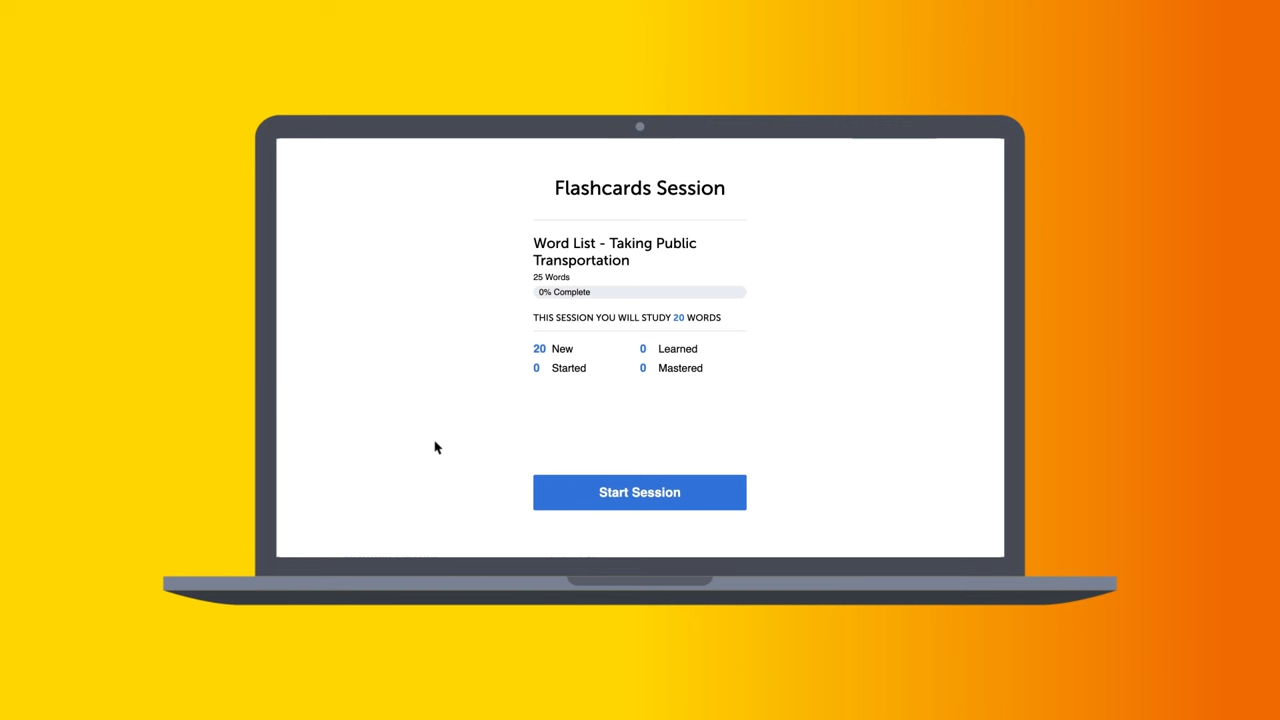 Flashcards Session
Word List - Taking Public
Transportation
25 Words
0% Complete
THIS SESSION YOU WILL STUDY 20 WORDS
20 New 0 Learned
0 Started 0 Mastered
Start Session